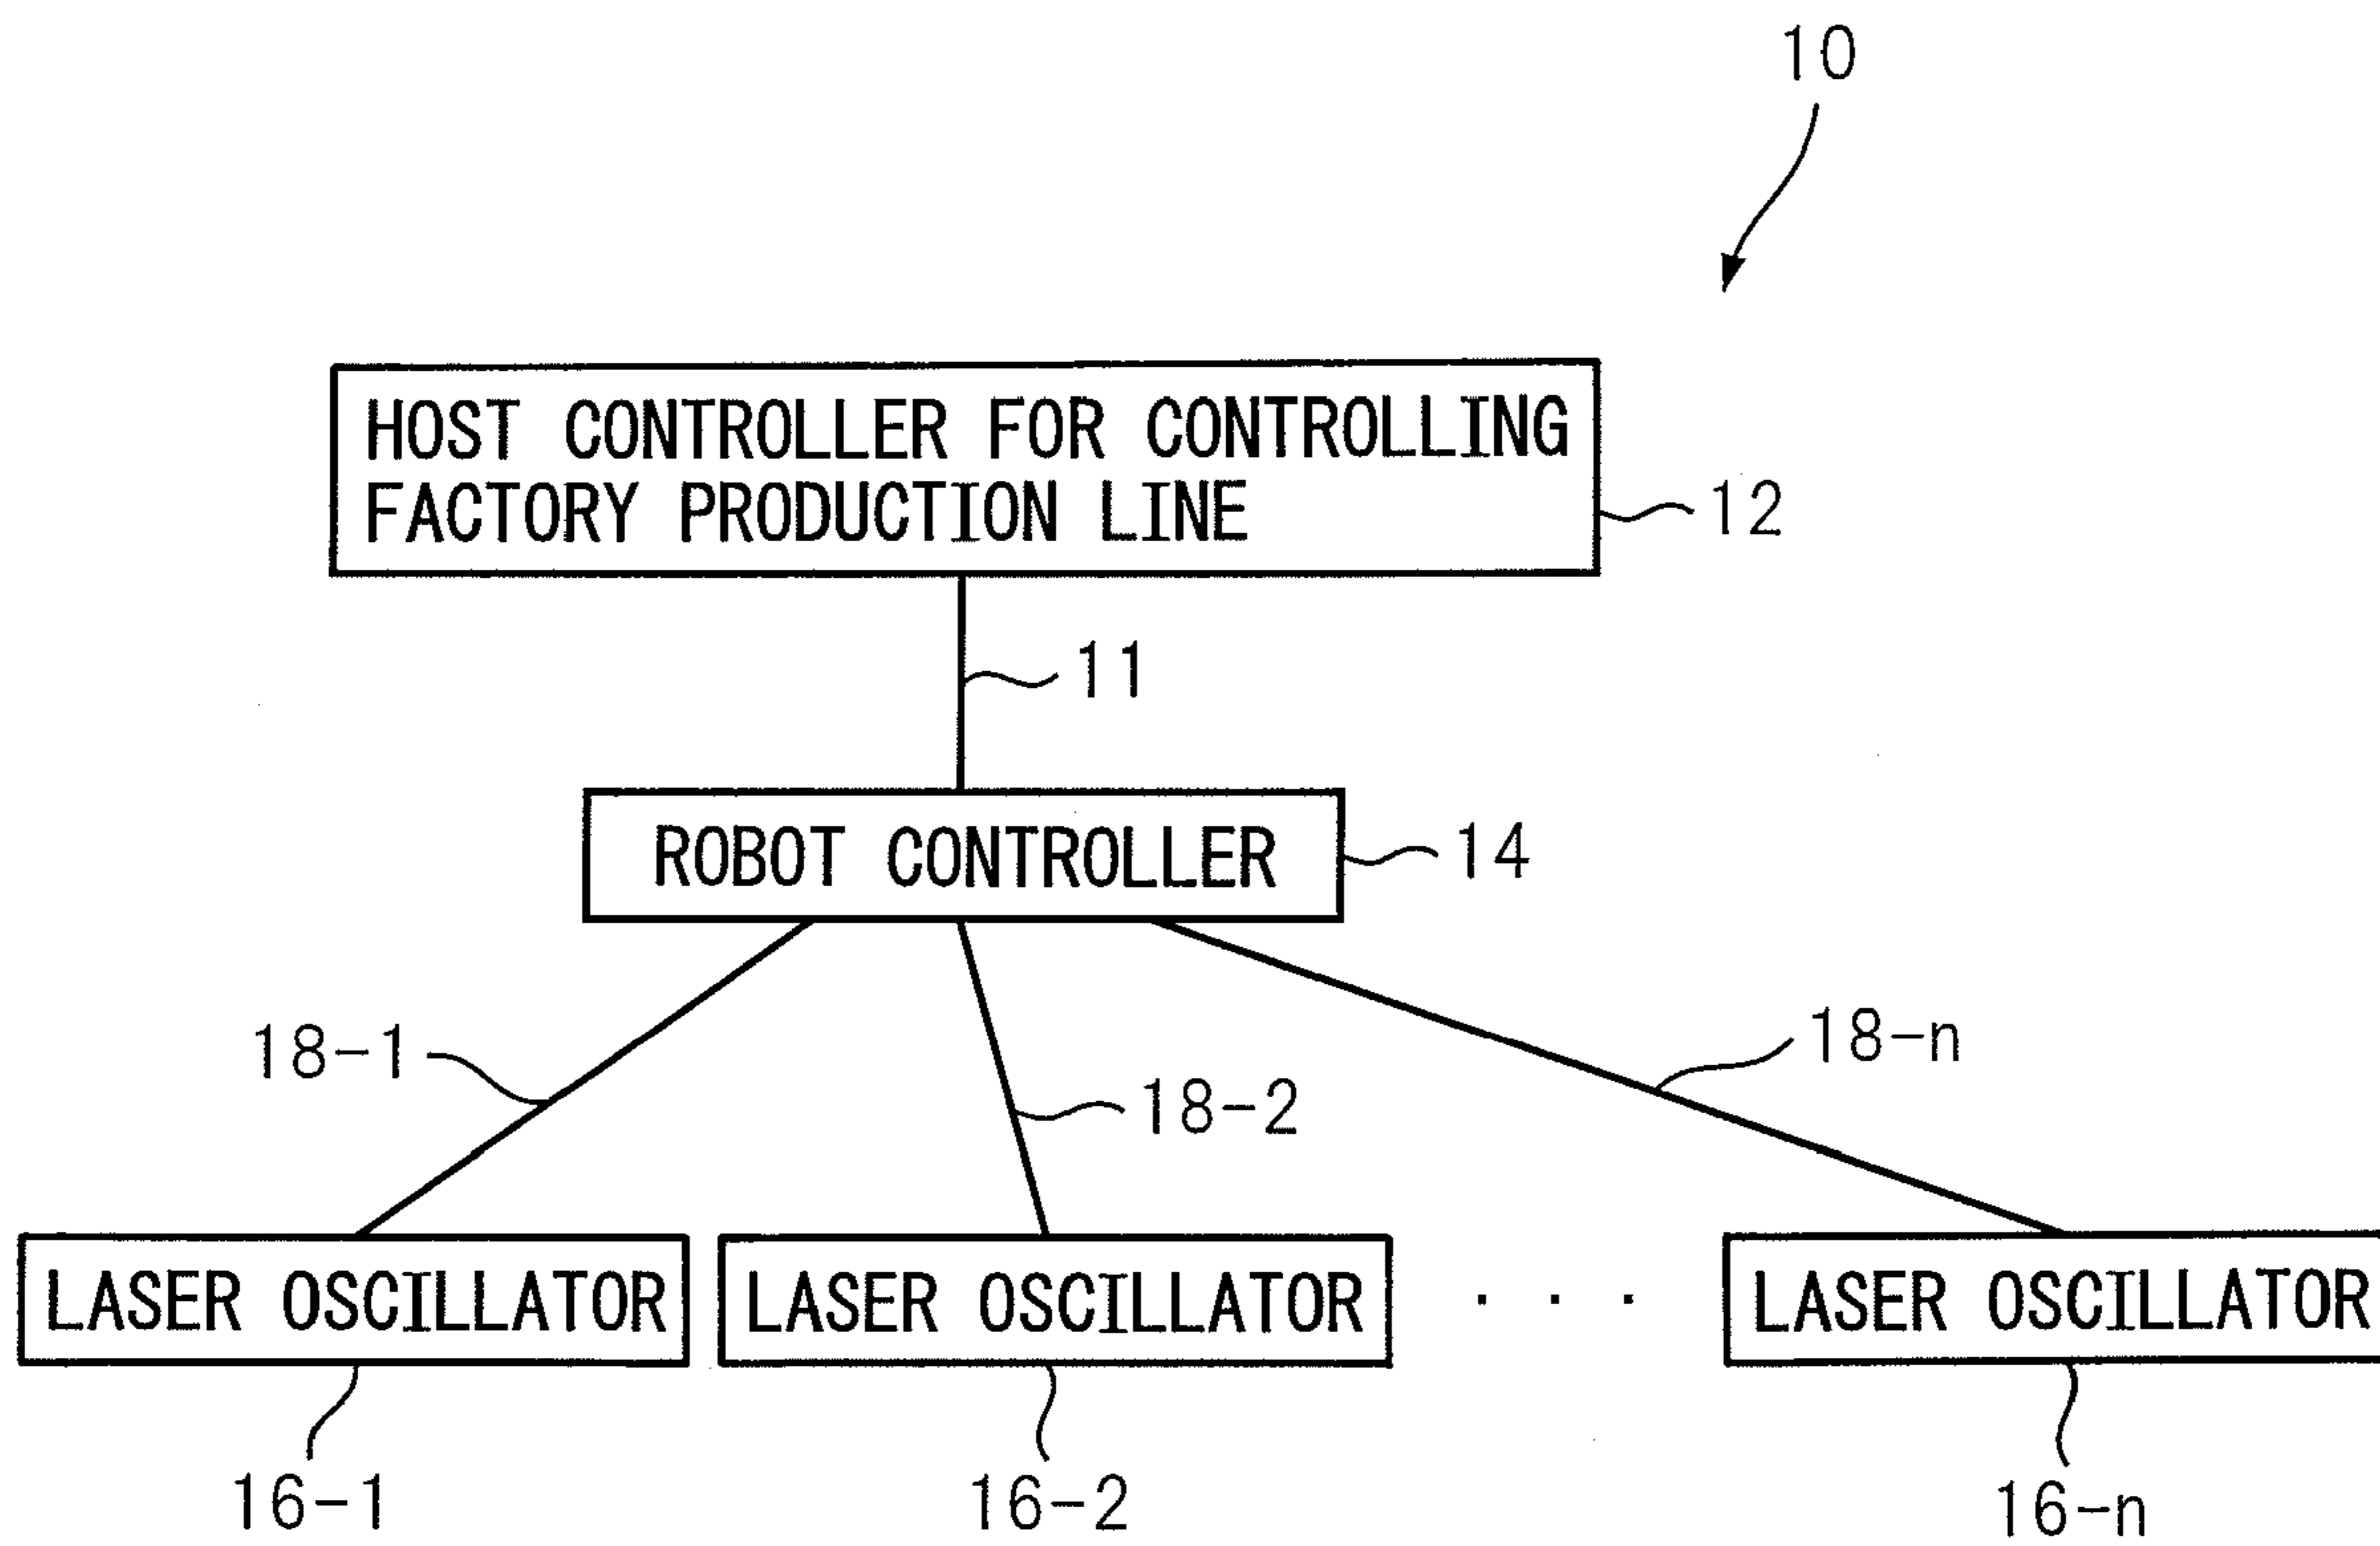 10
HOST CONTROLLER FOR CONTROLLING
FACTORY PRODUCTION LINE
12
11
ROBOT CONTROLLER
14
18-1
18-2
18-n
LASER OSCILLATOR
LASER OSCILLATOR
. . .
LASER OSCILLATOR
16-1
16-2
16-n